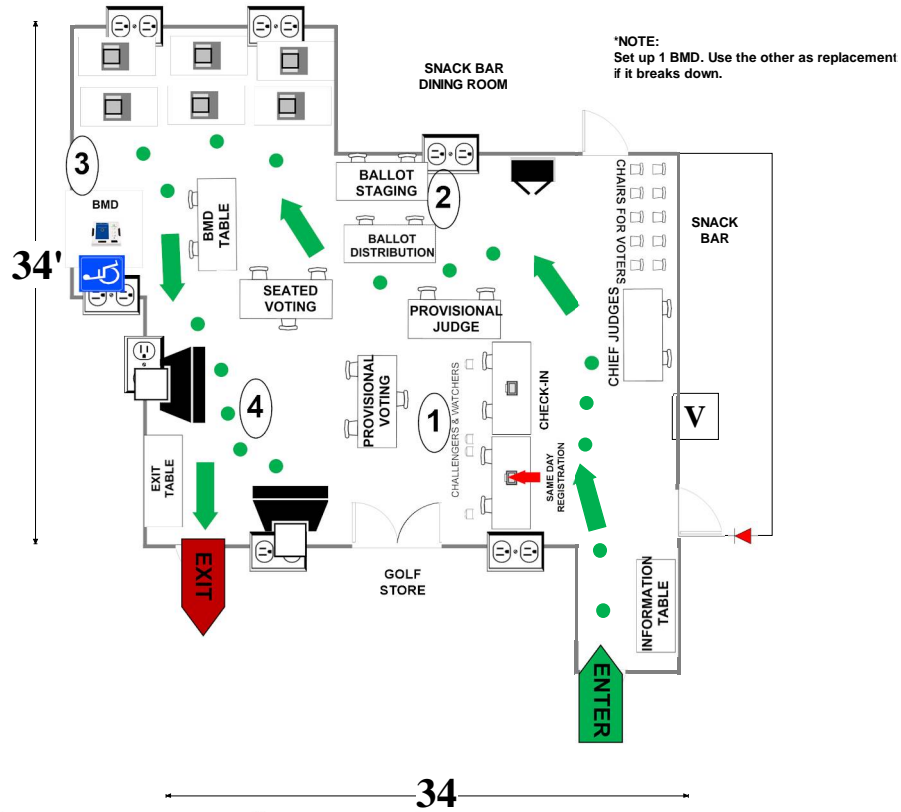 *NOTE:
Set up 1 BMD. Use the other as replacement
if it breaks down.
SNACK BAR
DINING ROOM
3
BALLOT
STAGING
2
CHAIRS FOR VOTERS
SNACK
BAR
BMD
BMD
TABLE
BALLOT
DISTRIBUTION
34'
SEATED
VOTING
PROVISIONAL
JUDGE
CHIEF JUDGES
4
PROVISIONAL
VOTING
1
CHALLENGERS & WATCHERS
CHECK-IN
V
EXIT
TABLE
SAME DAY
REGISTRATION
EXIT
GOLF
STORE
INFORMATION
TABLE
ENTER
34